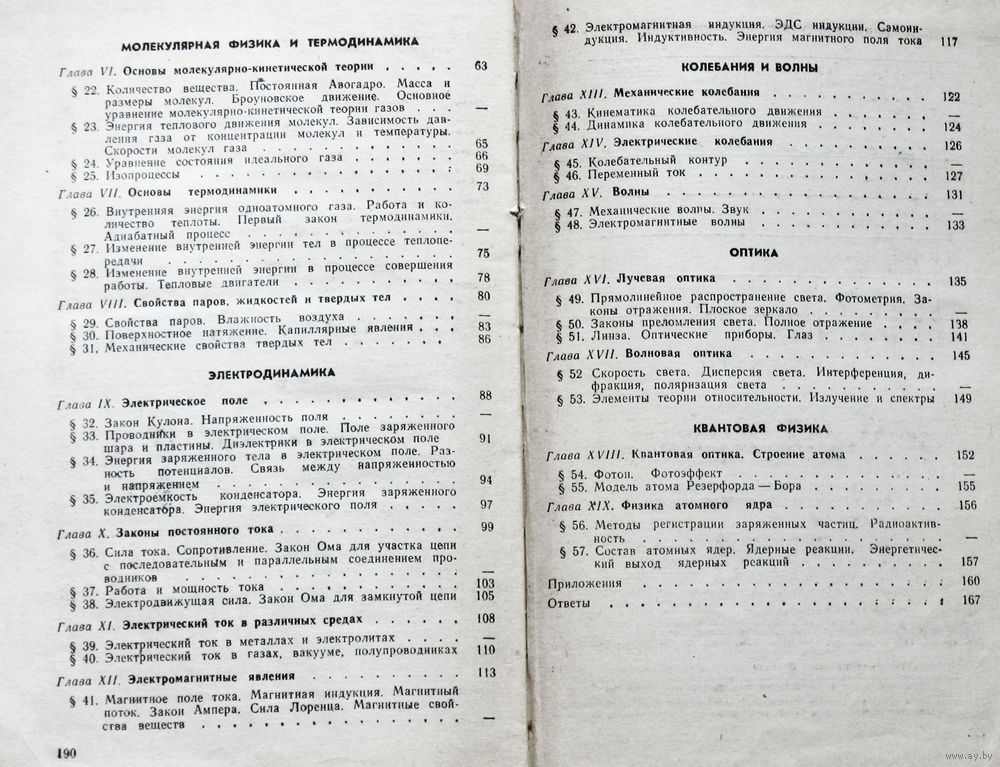 МОЛЕКУЛЯРНАЯ ФИЗИКА И ТЕРМОДИНАМИКА
Глава VI. Основы молекулярно-кинетической теории . . . . . 63
§ 22. Количество вещества. Постоянная Авогадро. Масса и
размеры молекул. Броуновское движение. Основное
уравнение молекулярно-кинетической теории газов . . . —
§ 23. Энергия теплового движения молекул. Зависимость дав-
ления газа от концентрации молекул и температуры.
Скорости молекул газа . . . . . . . . . . . 65
§ 24. Уравнение состояния идеального газа . . . . . . . 66
§ 25. Изопроцессы . . . . . . . . . . . . . . . 69
Глава VII. Основы термодинамики . . . . . . . . . . 73
§ 26. Внутренняя энергия одноатомного газа. Работа и ко-
личество теплоты. Первый закон термодинамики.
Адиабатный процесс . . . . . . . . . . . . —
§ 27. Изменение внутренней энергии тел в процессе теплопе-
редачи . . . . . . . . . . . . . . . . 75
§ 28. Изменение внутренней энергии в процессе совершения
работы. Тепловые двигатели . . . . . . . . . . 78
Глава VIII. Свойства паров, жидкостей и твердых тел . . . . 80
§ 29. Свойства паров. Влажность воздуха . . . . . . . —
§ 30. Поверхностное натяжение. Капиллярные явления . . . 83
§ 31. Механические свойства твердых тел . . . . . . . 86
ЭЛЕКТРОДИНАМИКА
Глава IX. Электрическое поле . . . . . . . . . . . 88
§ 32. Закон Кулона. Напряженность поля . . . . . . . —
§ 33. Проводники в электрическом поле. Поле заряженного
шара и пластины. Диэлектрики в электрическом поле 91
§ 34. Энергия заряженного тела в электрическом поле. Раз-
ность потенциалов. Связь между напряженностью
и напряжением . . . . . . . . . . . . . 94
§ 35. Электроемкость конденсатора. Энергия заряженного
конденсатора. Энергия электрического поля . . . . . 97
Глава X. Законы постоянного тока . . . . . . . . . . 99
§ 36. Сила тока. Сопротивление. Закон Ома для участка цепи
с последовательным и параллельным соединением про-
водников . . . . . . . . . . . . . . . —
§ 37. Работа и мощность тока . . . . . . . . . . 103
§ 38. Электродвижущая сила. Закон Ома для замкнутой цепи 105
Глава XI. Электрический ток в различных средах . . . . . . 108
§ 39. Электрический ток в металлах и электролитах . . . . —
§ 40. Электрический ток в газах, вакууме, полупроводниках 110
Глава XII. Электромагнитные явления . . . . . . . . . 113
§ 41. Магнитное поле тока. Магнитная индукция. Магнитный
поток. Закон Ампера. Сила Лоренца. Магнитные свой-
ства веществ . . . . . . . . . . . . . . —
190
§ 42. Электромагнитная индукция. ЭДС индукции. Самоин-
дукция. Индуктивность. Энергия магнитного поля тока 117
КОЛЕБАНИЯ И ВОЛНЫ
Глава XIII. Механические колебания . . . . . . . . . 122
§ 43. Кинематика колебательного движения . . . . . . —
§ 44. Динамика колебательного движения . . . . . . . 124
Глава XIV. Электрические колебания . . . . . . . . . 126
§ 45. Колебательный контур . . . . . . . . . . . —
§ 46. Переменный ток . . . . . . . . . . . . . 127
Глава XV. Волны . . . . . . . . . . . . . . . 131
§ 47. Механические волны. Звук . . . . . . . . . . —
§ 48. Электромагнитные волны . . . . . . . . . . 133
ОПТИКА
Глава XVI. Лучевая оптика . . . . . . . . . . . . 135
§ 49. Прямолинейное распространение света. Фотометрия. За-
коны отражения. Плоское зеркало . . . . . . . . —
§ 50. Законы преломления света. Полное отражение . . . . 138
§ 51. Линза. Оптические приборы. Глаз . . . . . . . . 141
Глава XVII. Волновая оптика . . . . . . . . . . . 145
§ 52 Скорость света. Дисперсия света. Интерференция, ди-
фракция, поляризация света . . . . . . . . . . —
§ 53. Элементы теории относительности. Излучение и спектры 149
КВАНТОВАЯ ФИЗИКА
Глава XVIII. Квантовая оптика. Строение атома . . . . . . 152
§ 54. Фотон. Фотоэффект . . . . . . . . . . . . —
§ 55. Модель атома Резерфорда — Бора . . . . . . . . 155
Глава XIX. Физика атомного ядра . . . . . . . . . . 156
§ 56. Методы регистрации заряженных частиц. Радиоактив-
ность . . . . . . . . . . . . . . . . —
§ 57. Состав атомных ядер. Ядерные реакции. Энергетичес-
кий выход ядерных реакций . . . . . . . . . . 157
Приложения . . . . . . . . . . . . . . . . . 160
Ответы . . . . . . . . . . . . . . . . . . . 167
www.ay.by